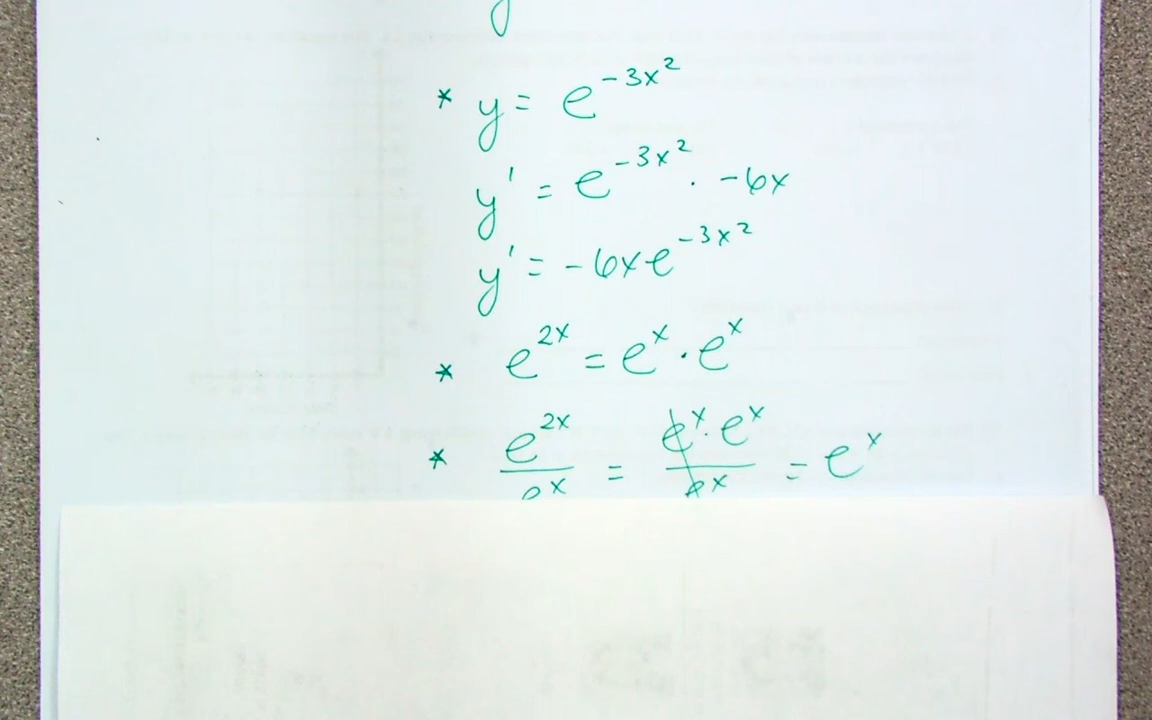 * y = e^{-3x^2}
y' = e^{-3x^2} · -6x
y' = -6xe^{-3x^2}
* e^{2x} = e^x · e^x
* e^{2x}/e^x = e^x · e^x/e^x = e^x